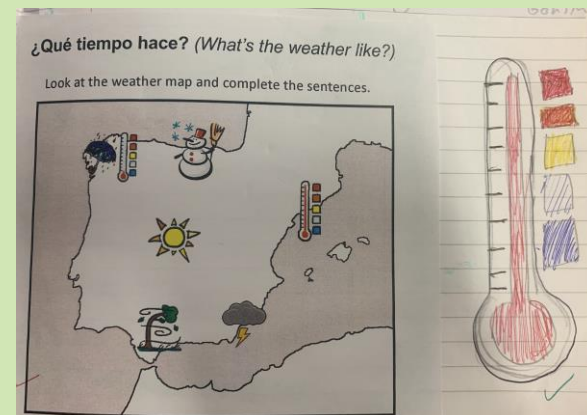 ¿Qué tiempo hace? (What's the weather like?)
Look at the weather map and complete the sentences.